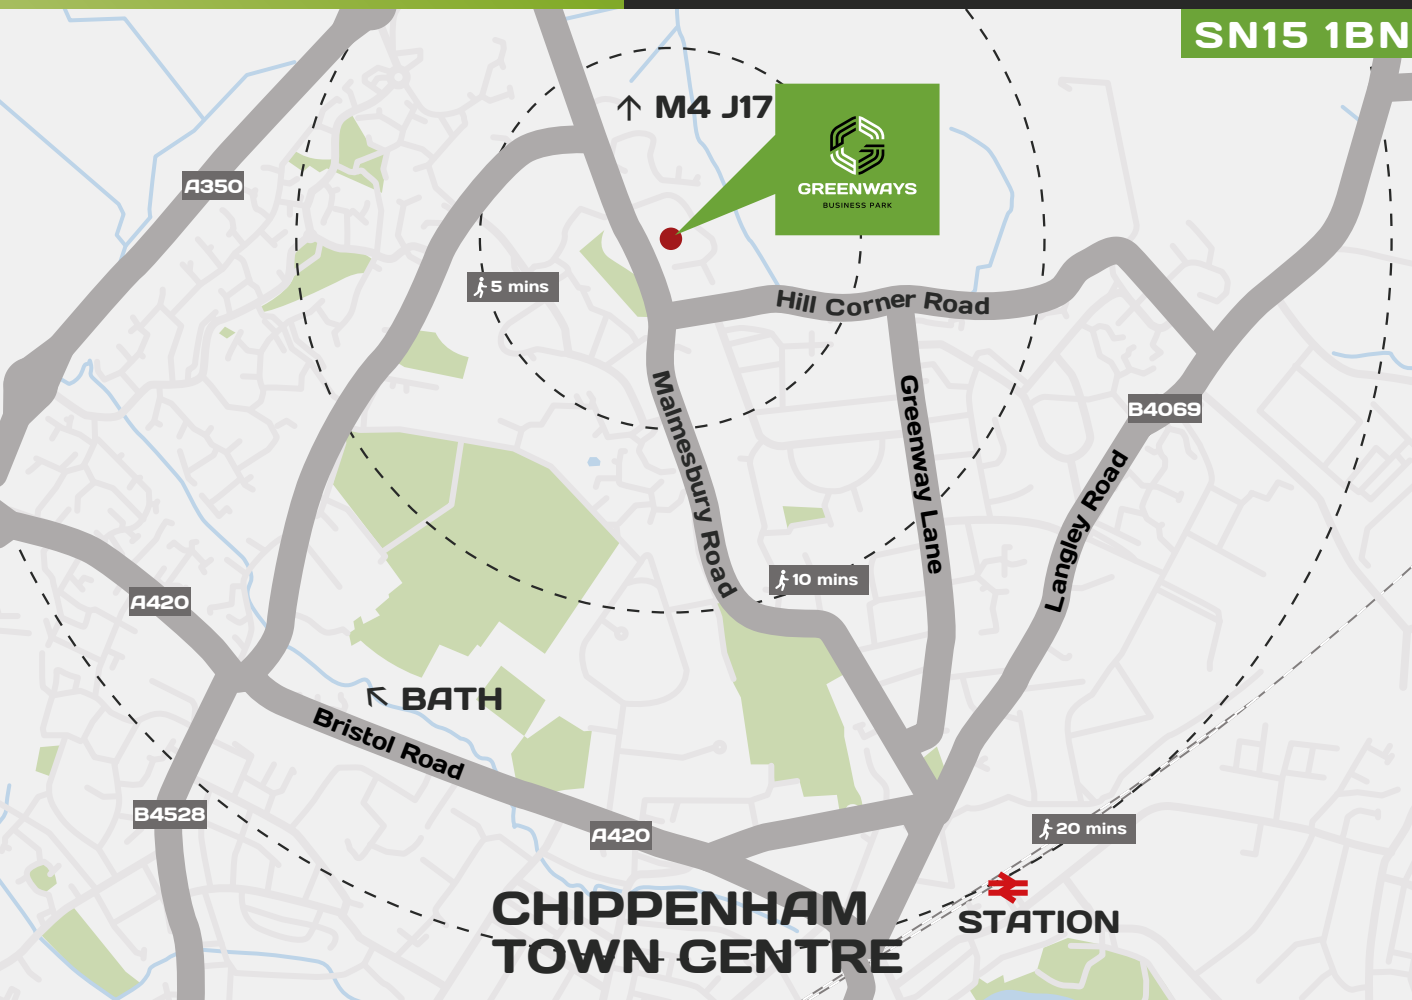 SN15 1BN
M4 J17
GREENWAYS
BUSINESS PARK
A350
5 mins
Hill Corner Road
Malmesbury Road
Greenway Lane
B4069
Langley Road
10 mins
A420
BATH
Bristol Road
B4528
A420
20 mins
CHIPPENHAM
TOWN CENTRE
STATION